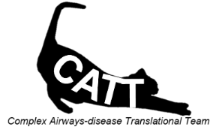 CATT
Complex Airways-disease Translational Team